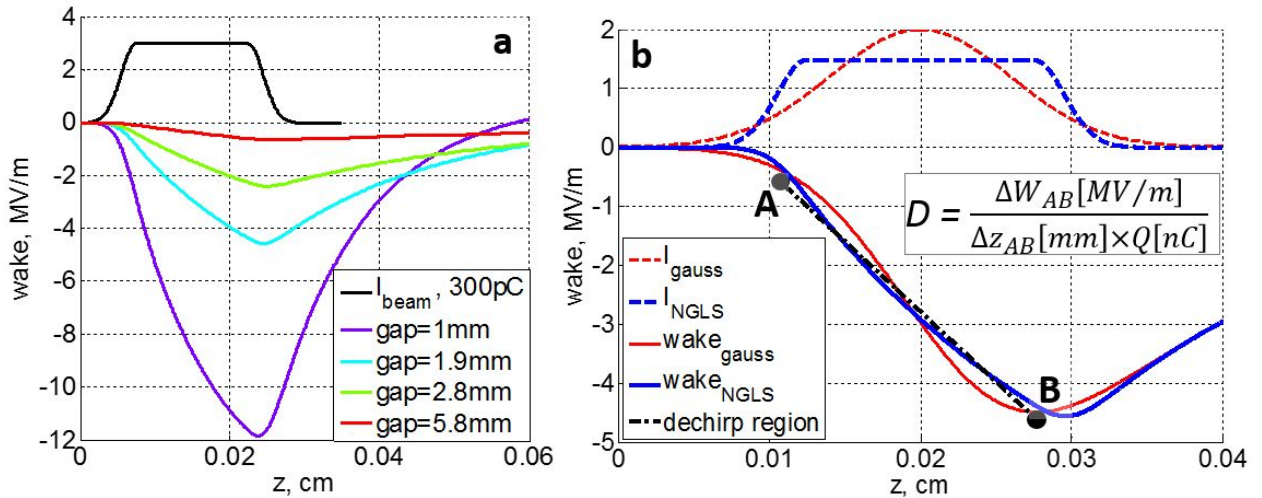 a
wake, MV/m
4
2
0
-2
-4
-6
-8
-10
-12
0
0.02
0.04
0.06
z, cm
I_beam, 300pC
gap=1mm
gap=1.9mm
gap=2.8mm
gap=5.8mm
b
wake, MV/m
2
1
0
-1
-2
-3
-4
-5
0
0.01
0.02
0.03
0.04
z, cm
A
B
D = ΔW_AB[MV/m] / Δz_AB[mm]×Q[nC]
I_gauss
I_NGLS
wake_gauss
wake_NGLS
dechirp region